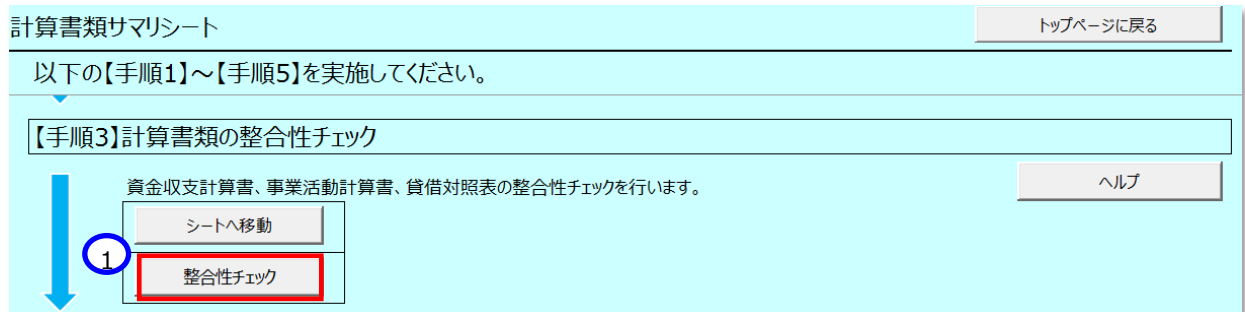 計算書類サマリシート
トップページに戻る
以下の【手順1】～【手順5】を実施してください。
【手順3】計算書類の整合性チェック
資金収支計算書、事業活動計算書、貸借対照表の整合性チェックを行います。
ヘルプ
シートへ移動
1
整合性チェック